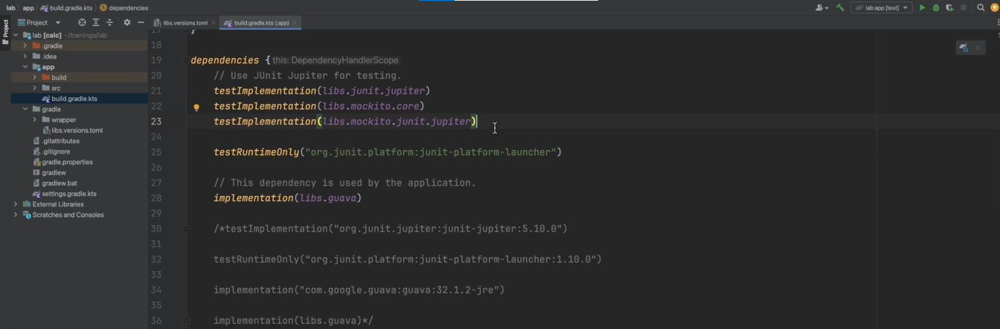 lab app build.gradle.kts dependencies
lab:app [test]
Project
Project
libs.versions.toml
build.gradle.kts (:app)
lab [calc] ~/trainings/lab
.gradle
.idea
app
build
src
build.gradle.kts
gradle
wrapper
libs.versions.toml
.gitattributes
.gitignore
gradle.properties
gradlew
gradlew.bat
settings.gradle.kts
External Libraries
Scratches and Consoles
17 }
18
19 dependencies { this: DependencyHandlerScope
20 // Use JUnit Jupiter for testing.
21 testImplementation(libs.junit.jupiter)
22 testImplementation(libs.mockito.core)
23 testImplementation(libs.mockito.junit.jupiter)
24
25 testRuntimeOnly("org.junit.platform:junit-platform-launcher")
26
27 // This dependency is used by the application.
28 implementation(libs.guava)
29
30 /*testImplementation("org.junit.jupiter:junit-jupiter:5.10.0")
31
32 testRuntimeOnly("org.junit.platform:junit-platform-launcher:1.10.0")
33
34 implementation("com.google.guava:guava:32.1.2-jre")
35
36 implementation(libs.guava)*/